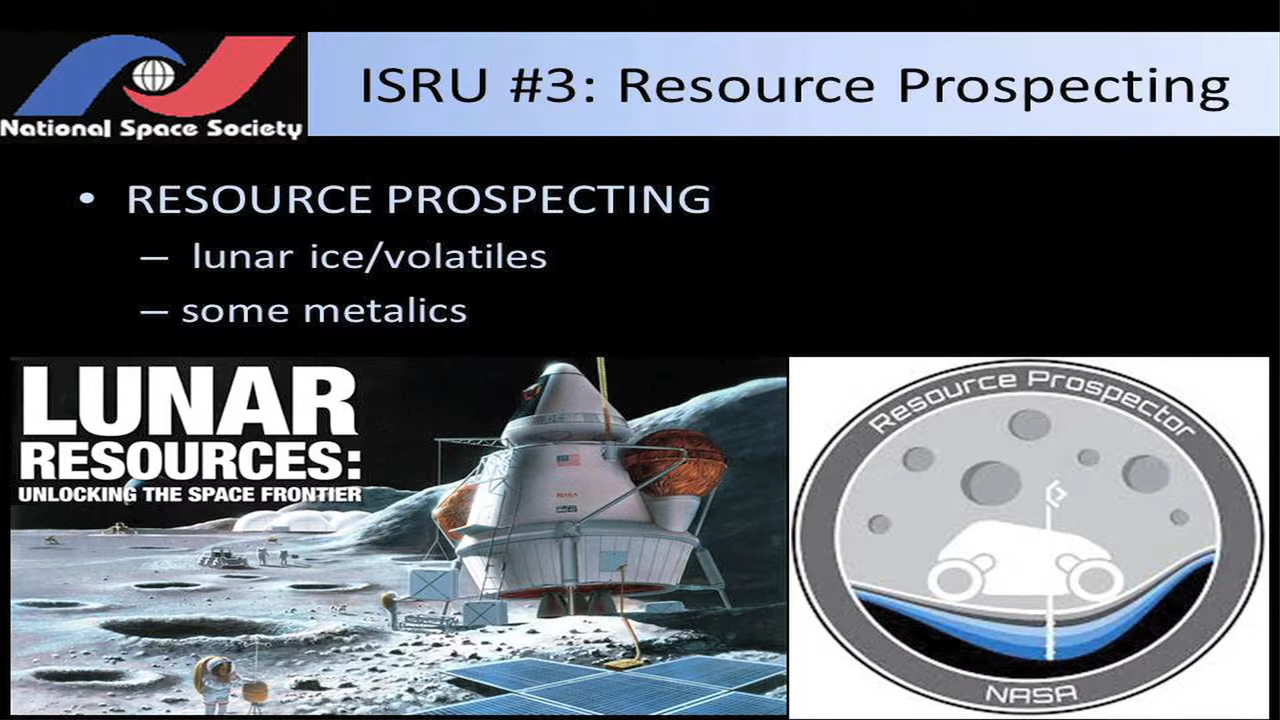 National Space Society
ISRU #3: Resource Prospecting
• RESOURCE PROSPECTING
– lunar ice/volatiles
– some metalics
LUNAR
RESOURCES:
UNLOCKING THE SPACE FRONTIER
NASA
Resource Prospector
NASA